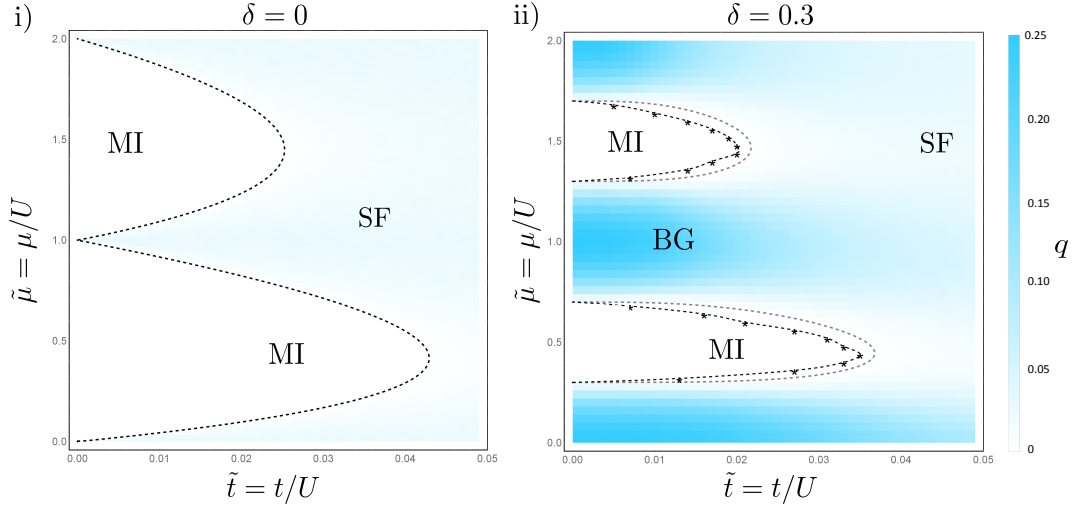 i)
δ = 0
2.0
1.5
1.0
0.5
0.0
0.00 0.01 0.02 0.03 0.04 0.05
MI
SF
MI
μ̃ = μ/U
t̃ = t/U
ii)
δ = 0.3
2.0
1.5
1.0
0.5
0.0
0.00 0.01 0.02 0.03 0.04 0.05
MI
SF
BG
MI
μ̃ = μ/U
t̃ = t/U
0.25
0.20
0.15
0.10
0.05
0
q